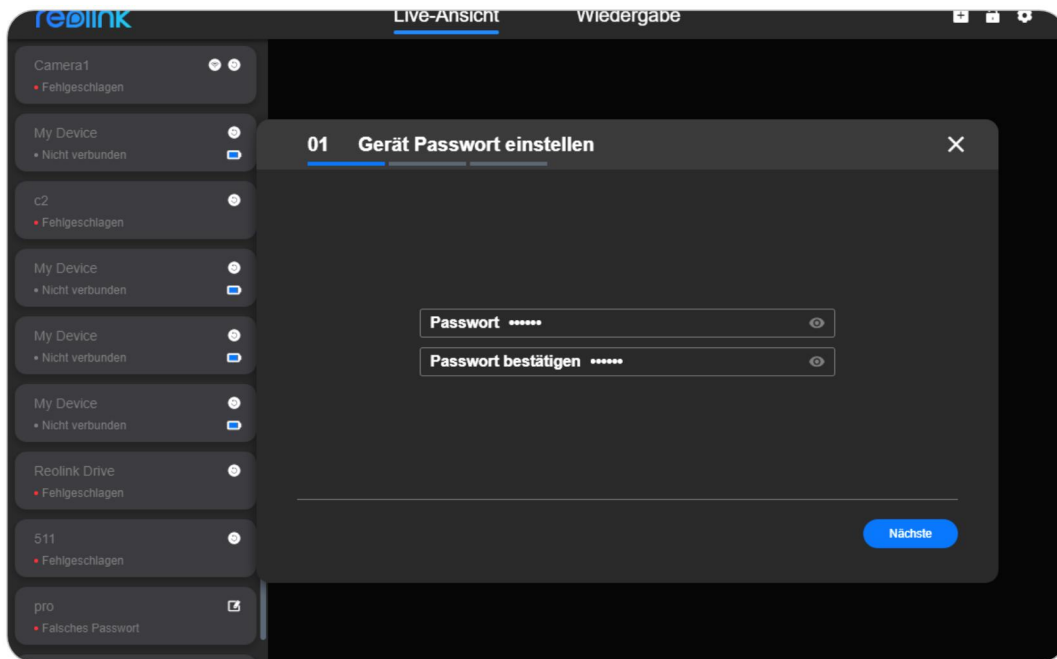 reolink
Live-Ansicht
Wiedergabe
Camera1
Fehlgeschlagen
My Device
Nicht verbunden
c2
Fehlgeschlagen
My Device
Nicht verbunden
My Device
Nicht verbunden
My Device
Nicht verbunden
Reolink Drive
Fehlgeschlagen
511
Fehlgeschlagen
pro
Falsches Passwort
01 Gerät Passwort einstellen
Passwort ••••••
Passwort bestätigen ••••••
Nächste